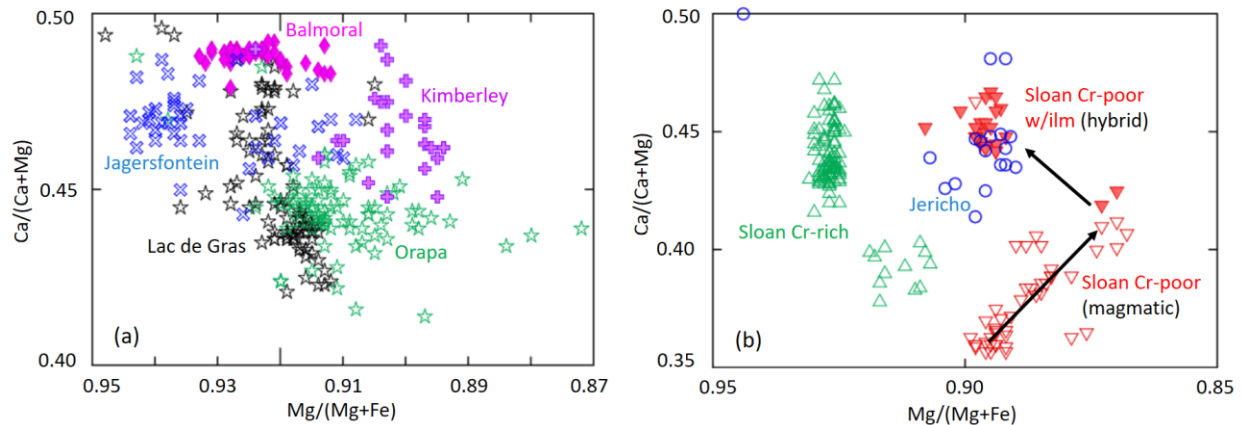 0.50
0.45
0.40
Ca/(Ca+Mg)
Balmoral
Kimberley
Jagersfontein
Lac de Gras
Orapa
(a)
0.95 0.93 0.91 0.89 0.87
Mg/(Mg+Fe)
0.50
0.45
0.40
0.35
Ca/(Ca+Mg)
Sloan Cr-poor
w/ilm (hybrid)
Jericho
Sloan Cr-rich
Sloan Cr-poor
(magmatic)
(b)
0.95 0.90 0.85
Mg/(Mg+Fe)